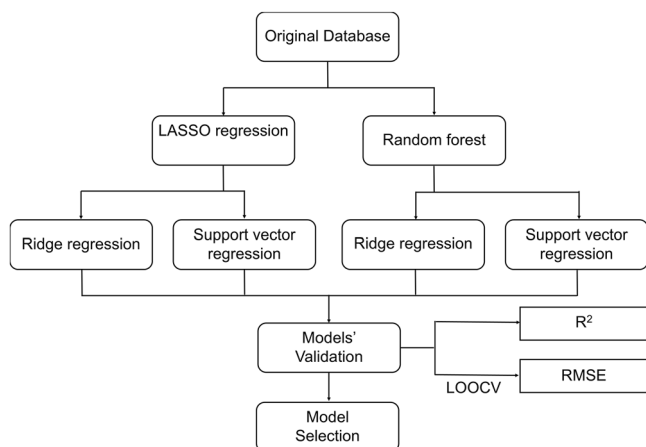 Original Database
LASSO regression
Random forest
Ridge regression
Support vector
regression
Ridge regression
Support vector
regression
Models'
Validation
R²
LOOCV
RMSE
Model
Selection